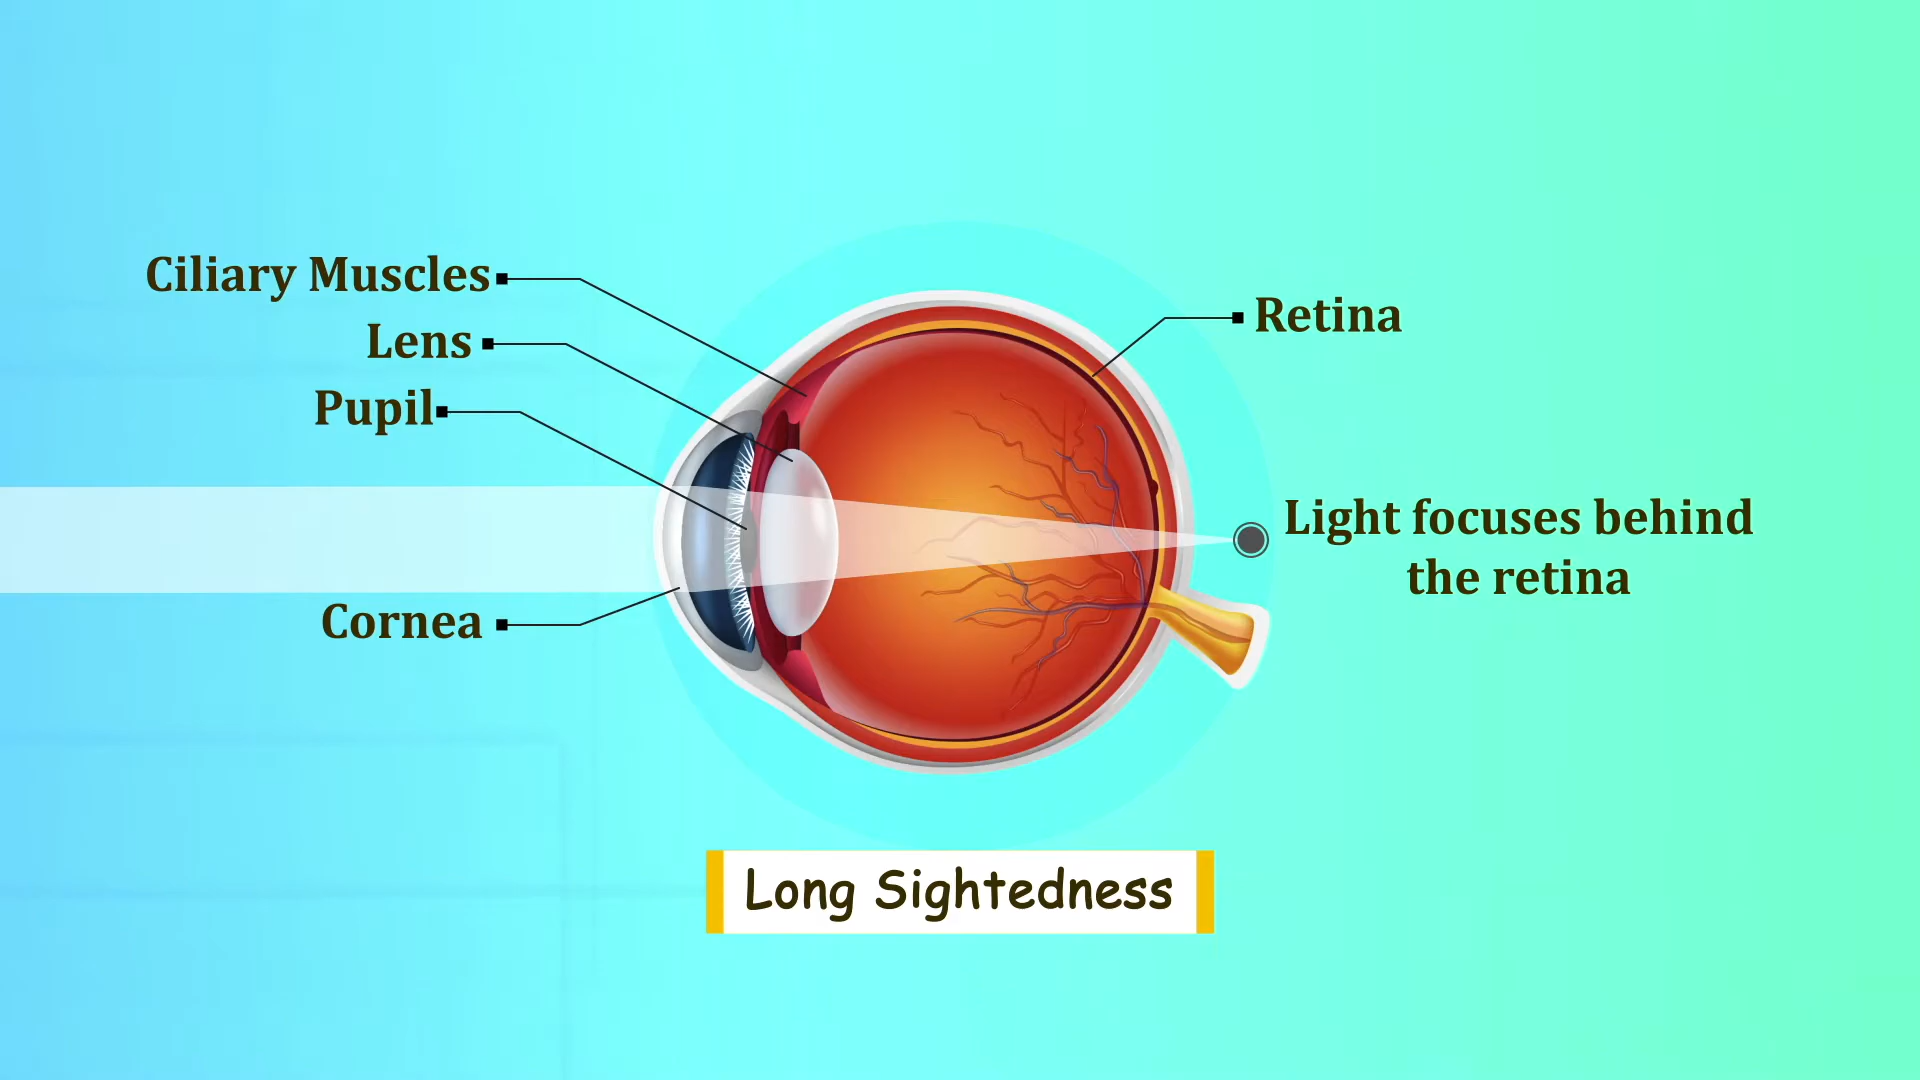 Ciliary Muscles
Lens
Pupil
Cornea
Retina
Light focuses behind
the retina
Long Sightedness